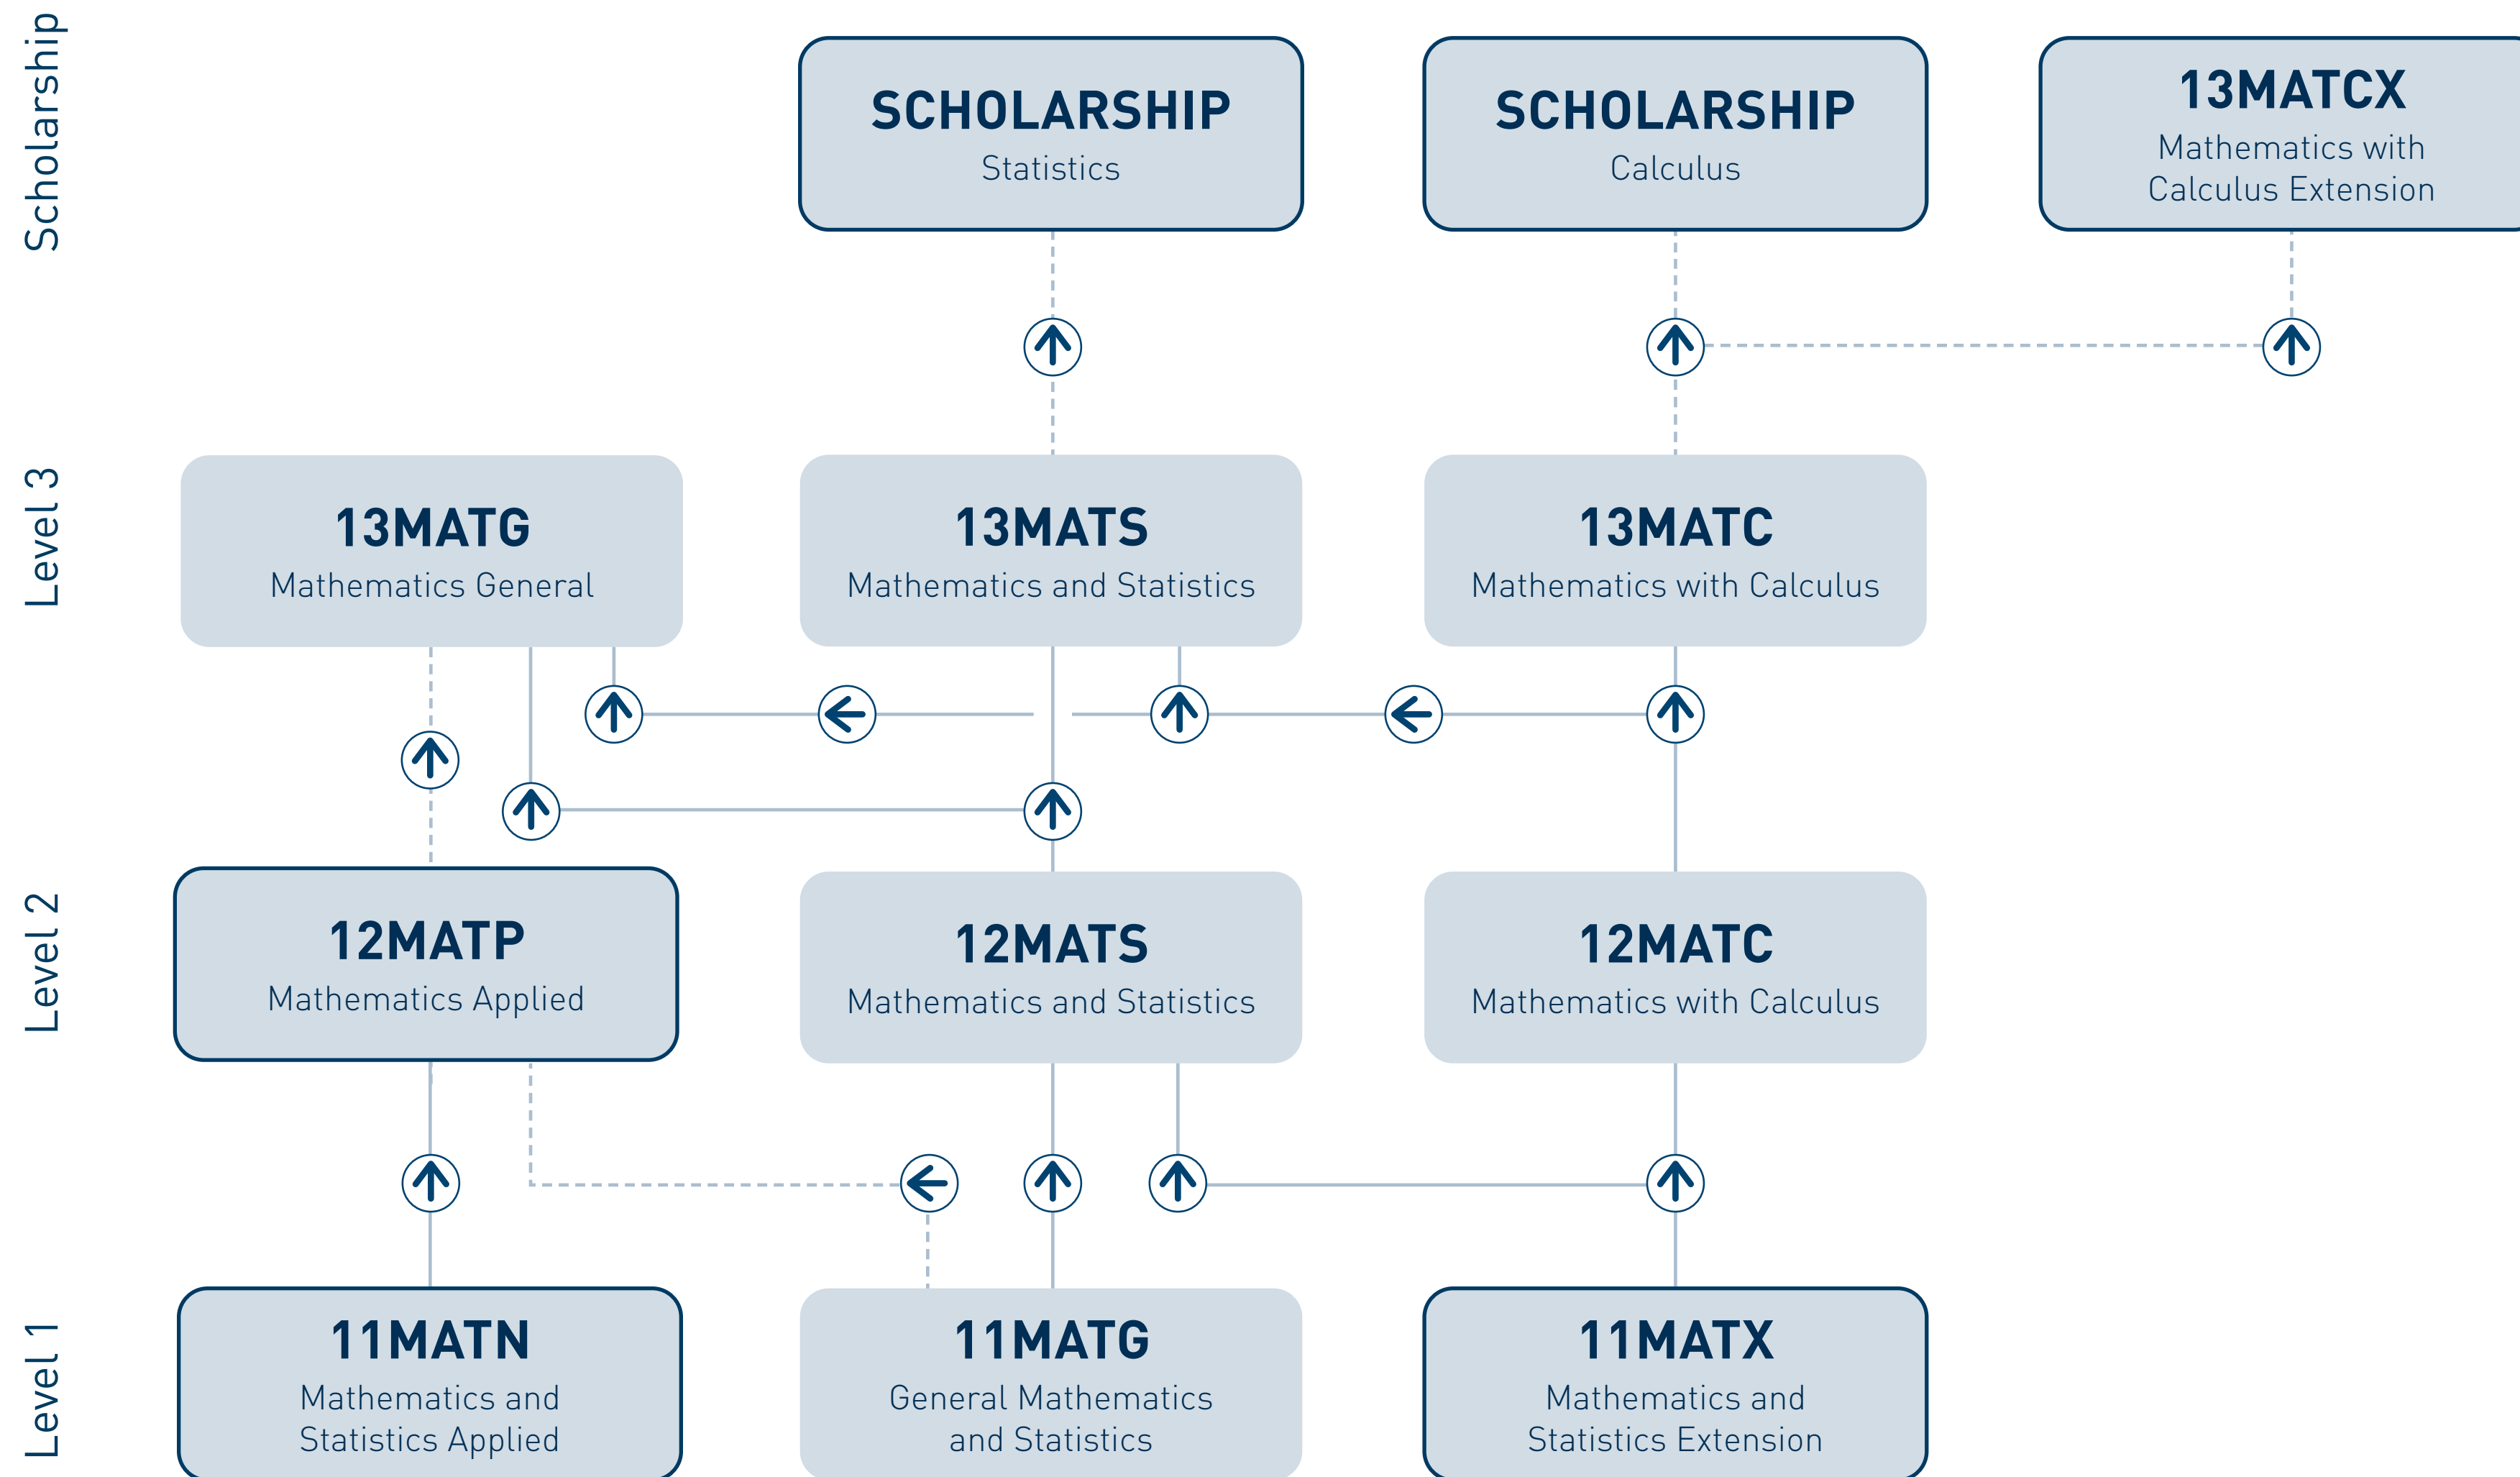 Scholarship
SCHOLARSHIP
Statistics
SCHOLARSHIP
Calculus
13MATCX
Mathematics with
Calculus Extension
Level 3
13MATG
Mathematics General
13MATS
Mathematics and Statistics
13MATC
Mathematics with Calculus
Level 2
12MATP
Mathematics Applied
12MATS
Mathematics and Statistics
12MATC
Mathematics with Calculus
Level 1
11MATN
Mathematics and
Statistics Applied
11MATG
General Mathematics
and Statistics
11MATX
Mathematics and
Statistics Extension